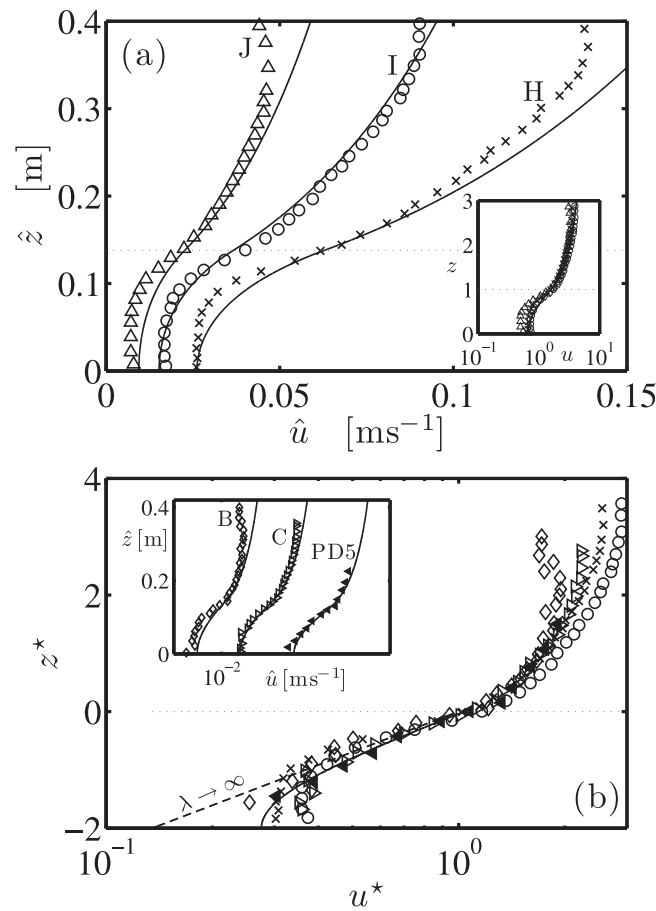 0.4
(a)
J
I
H
0.3
ẑ [m]
0.2
3
2
z
1
0.1
0
10⁻¹
10⁰
u
10¹
0
0
0.05
0.1
0.15
û [ms⁻¹]
4
0.4
B
ẑ [m]
C
PD5
0.2
2
0
10⁻²
û [ms⁻¹]
z⋆
0
λ → ∞
(b)
−2
10⁻¹
10⁰
u⋆